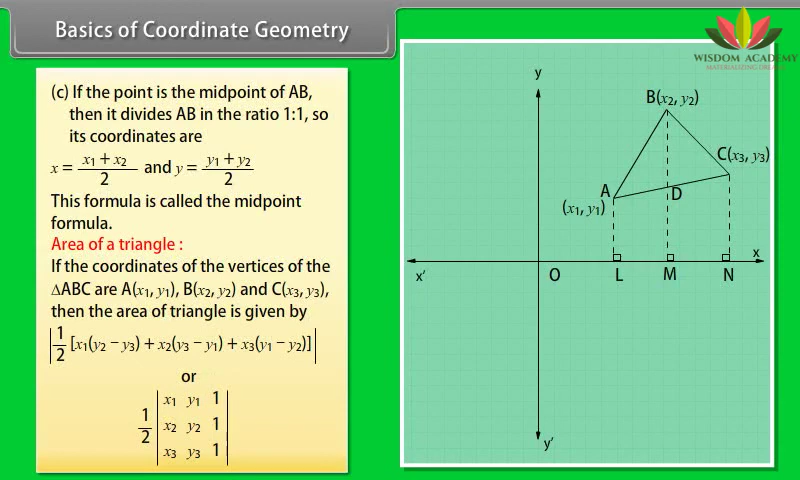 Basics of Coordinate Geometry
WISDOM ACADEMY
(c) If the point is the midpoint of AB,
then it divides AB in the ratio 1:1, so
its coordinates are
x = (x₁ + x₂)/2 and y = (y₁ + y₂)/2
This formula is called the midpoint
formula.
Area of a triangle :
If the coordinates of the vertices of the
ΔABC are A(x₁, y₁), B(x₂, y₂) and C(x₃, y₃),
then the area of triangle is given by
|1/2 [x₁(y₂ − y₃) + x₂(y₃ − y₁) + x₃(y₁ − y₂)]|
or
1/2 | x₁ y₁ 1 |
| x₂ y₂ 1 |
| x₃ y₃ 1 |
y
B(x₂, y₂)
C(x₃, y₃)
A
(x₁, y₁)
D
x
x′
O
L
M
N
y′